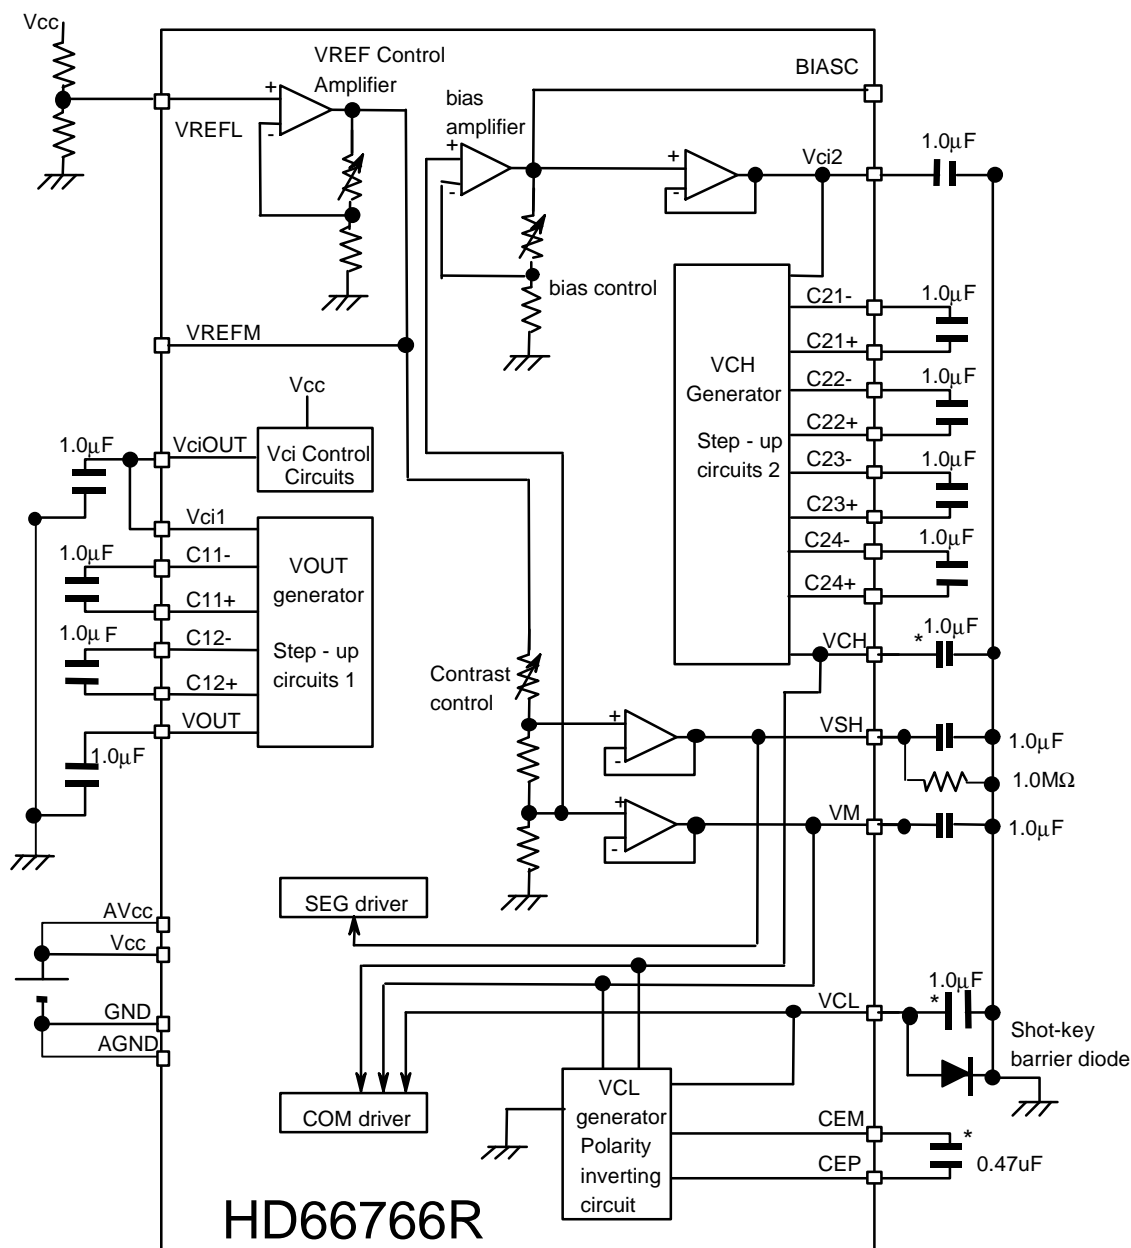 Vcc
VREF Control
Amplifier
BIASC
+
VREFL
-
bias
amplifier
+
-
+
-
Vci2
1.0µF
bias control
VREFM
C21-
1.0µF
C21+
VCH
Generator
Step - up
circuits 2
C22-
1.0µF
C22+
C23-
1.0µF
C23+
C24-
1.0µF
C24+
Vcc
1.0µF
VciOUT
Vci Control
Circuits
Vci1
1.0µF
C11-
C11+
VOUT
generator
Step - up
circuits 1
1.0µ F
C12-
C12+
VOUT
1.0µF
VCH
*
1.0µF
Contrast
control
+
-
VSH
1.0µF
1.0MΩ
+
-
VM
1.0µF
SEG driver
AVcc
Vcc
GND
AGND
VCL
*
1.0µF
Shot-key
barrier diode
COM driver
VCL
generator
Polarity
inverting
circuit
CEM
*
CEP
0.47uF
HD66766R